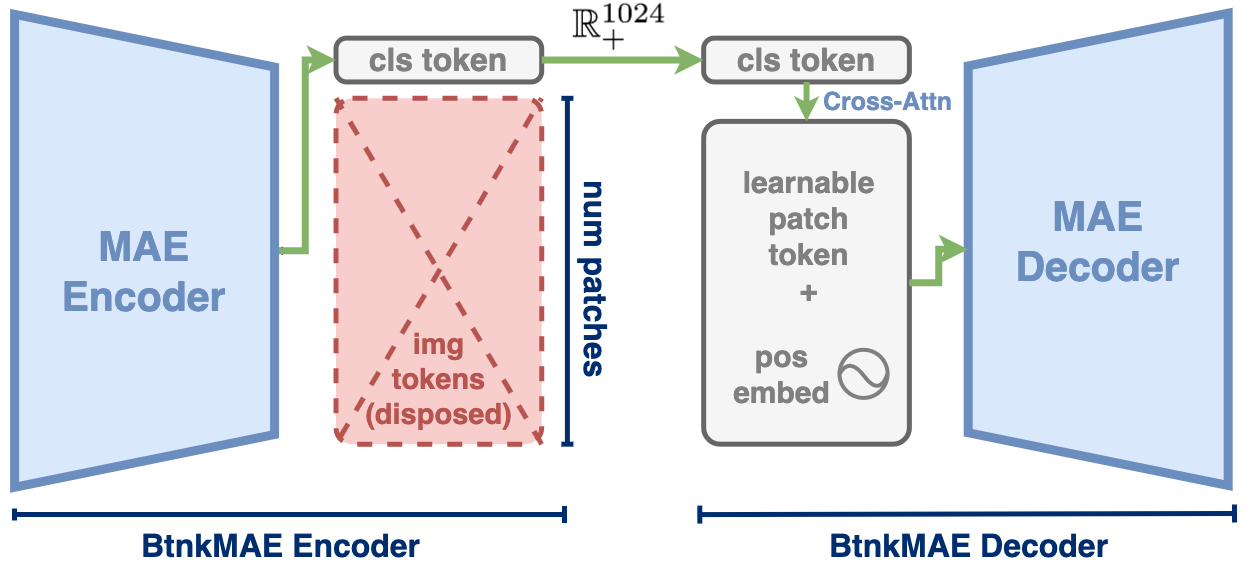 ℝ₊¹⁰²⁴
cls token
cls token
Cross-Attn
MAE
Encoder
img
tokens
(disposed)
num patches
learnable
patch
token
+
pos
embed
MAE
Decoder
BtnkMAE Encoder
BtnkMAE Decoder